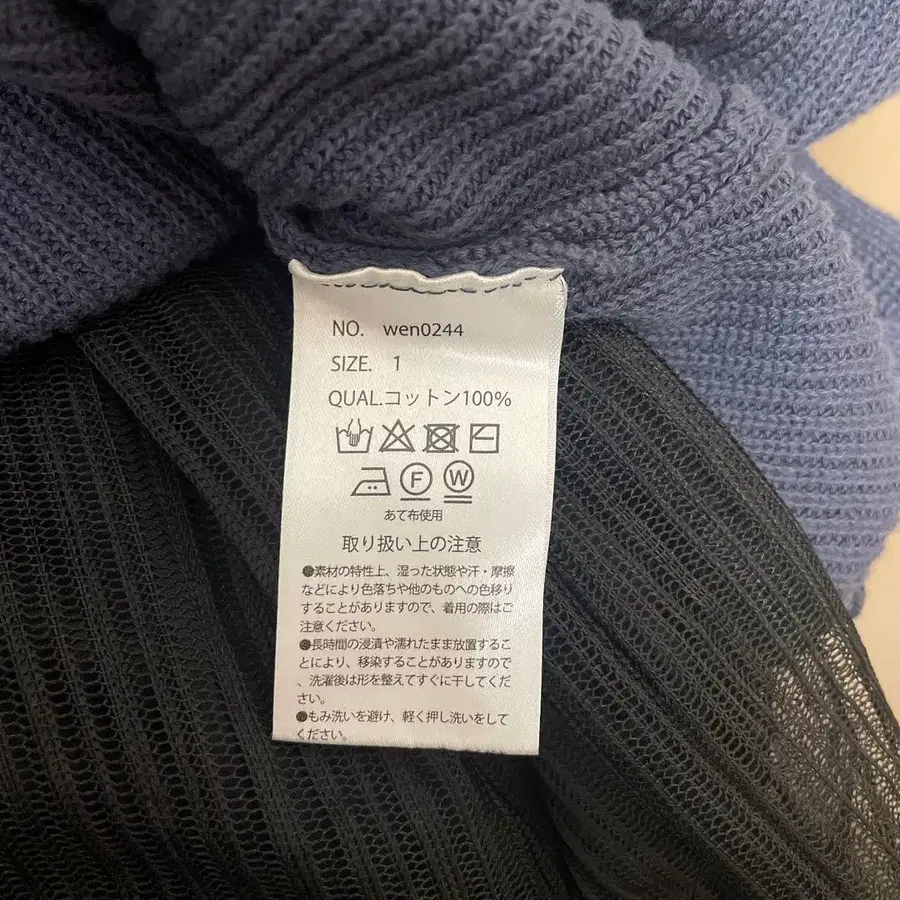 NO. wen0244
SIZE. 1
QUAL.コットン100%
F W
あて布使用
取り扱い上の注意
●素材の特性上、湿った状態や汗・摩擦
などにより色落ちや他のものへの色移り
することがありますので、着用の際はご
注意ください。
●長時間の浸漬や濡れたまま放置するこ
とにより、移染することがありますので
、洗濯後は形を整えてすぐに干してくだ
さい。
●もみ洗いを避け、軽く押し洗いをして
ください。